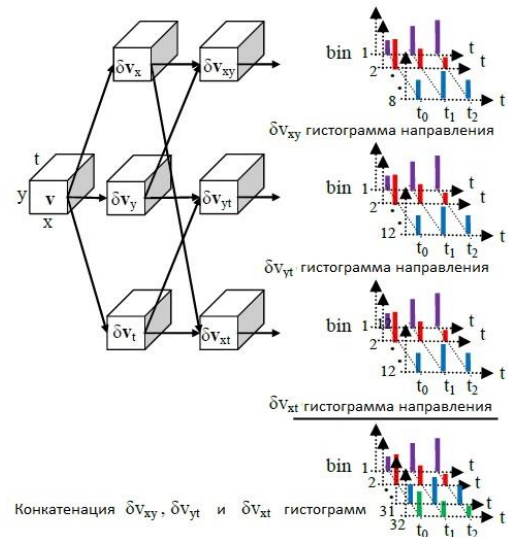 δvx
δvxy
t
y
v
x
δvy
δvyt
δvt
δvxt
bin 1
2
8
t
t
t0 t1 t2
t
δVxy гистограмма направления
bin 1
2
12
t
t
t0 t1 t2
t
δVyt гистограмма направления
bin 1
12
2
12
t
t
t0 t1 t2
t
δVxt гистограмма направления
bin 1
2
31
32
t
t
t
t0 t1 t2
t
Конкатенация δVxy, δVyt и δVxt гистограмм